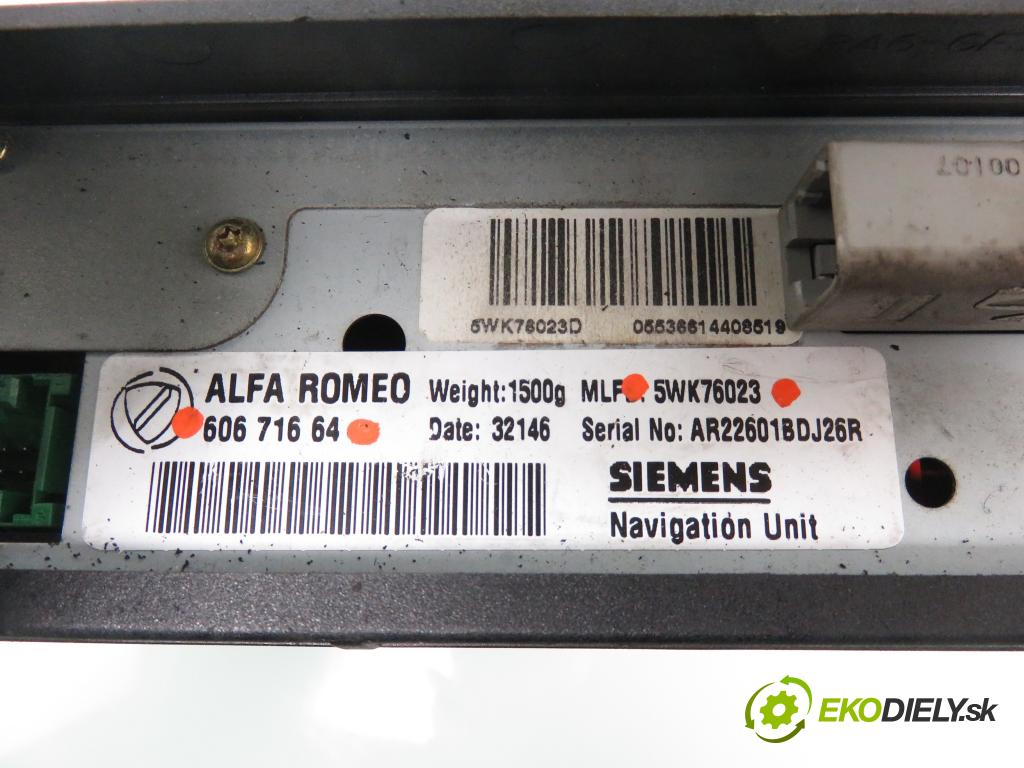 00107
5WK76023D 05536614408519
ALFA ROMEO Weight:1500g 5WK76023
606 716 64 Date: 32146 Serial No: AR22601BDJ26R
SIEMENS
Navigation Unit
EKODIELY.sk